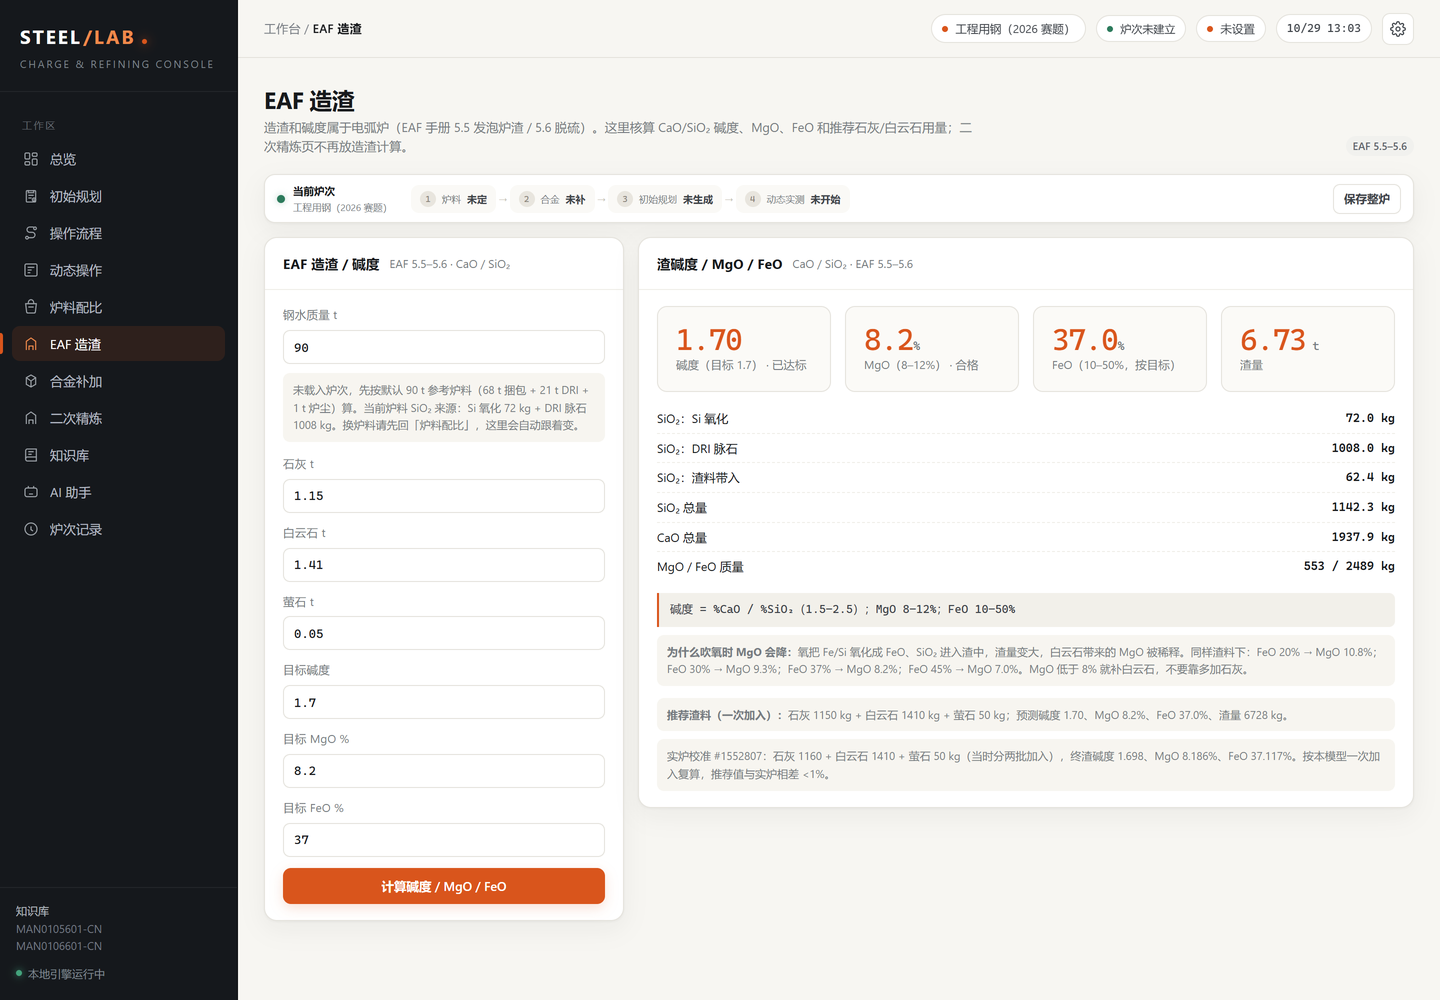 STEEL/LAB.
CHARGE & REFINING CONSOLE
工作区
总览
初始规划
操作流程
动态操作
炉料配比
EAF 造渣
合金补加
二次精炼
知识库
AI 助手
炉次记录
知识库
MAN0105601-CN
MAN0106601-CN
本地引擎运行中
工作台 / EAF 造渣
工程用钢（2026 赛题）
炉次未建立
未设置
10/29 13:03
EAF 造渣
造渣和碱度属于电弧炉（EAF 手册 5.5 发泡炉渣 / 5.6 脱硫）。这里核算 CaO/SiO₂ 碱度、MgO、FeO 和推荐石灰/白云石用量；二
次精炼页不再放造渣计算。
EAF 5.5–5.6
当前炉次
工程用钢（2026 赛题）
1 炉料 未定 → 2 合金 未补 → 3 初始规划 未生成 → 4 动态实测 未开始
保存整炉
EAF 造渣 / 碱度 EAF 5.5–5.6 · CaO / SiO₂
钢水质量 t
90
未载入炉次，先按默认 90 t 参考炉料（68 t 捆包 + 21 t DRI +
1 t 炉尘）算。当前炉料 SiO₂ 来源：Si 氧化 72 kg + DRI 脉石
1008 kg。换炉料请先回「炉料配比」，这里会自动跟着变。
石灰 t
1.15
白云石 t
1.41
萤石 t
0.05
目标碱度
1.7
目标 MgO %
8.2
目标 FeO %
37
计算碱度 / MgO / FeO
渣碱度 / MgO / FeO CaO / SiO₂ · EAF 5.5–5.6
1.70
碱度（目标 1.7） · 已达标
8.2%
MgO（8–12%） · 合格
37.0%
FeO（10–50%，按目标）
6.73 t
渣量
SiO₂：Si 氧化 72.0 kg
SiO₂：DRI 脉石 1008.0 kg
SiO₂：渣料带入 62.4 kg
SiO₂ 总量 1142.3 kg
CaO 总量 1937.9 kg
MgO / FeO 质量 553 / 2489 kg
碱度 = %CaO / %SiO₂（1.5–2.5）；MgO 8–12%；FeO 10–50%
为什么吹氧时 MgO 会降：氧把 Fe/Si 氧化成 FeO、SiO₂ 进入渣中，渣量变大，白云石带来的 MgO 被稀释。同样渣料下：FeO 20% → MgO 10.8%；
FeO 30% → MgO 9.3%；FeO 37% → MgO 8.2%；FeO 45% → MgO 7.0%。MgO 低于 8% 就补白云石，不要靠多加石灰。
推荐渣料（一次加入）：石灰 1150 kg + 白云石 1410 kg + 萤石 50 kg；预测碱度 1.70、MgO 8.2%、FeO 37.0%、渣量 6728 kg。
实炉校准 #1552807：石灰 1160 + 白云石 1410 + 萤石 50 kg（当时分两批加入），终渣碱度 1.698、MgO 8.186%、FeO 37.117%。按本模型一次加
入复算，推荐值与实炉相差 <1%。